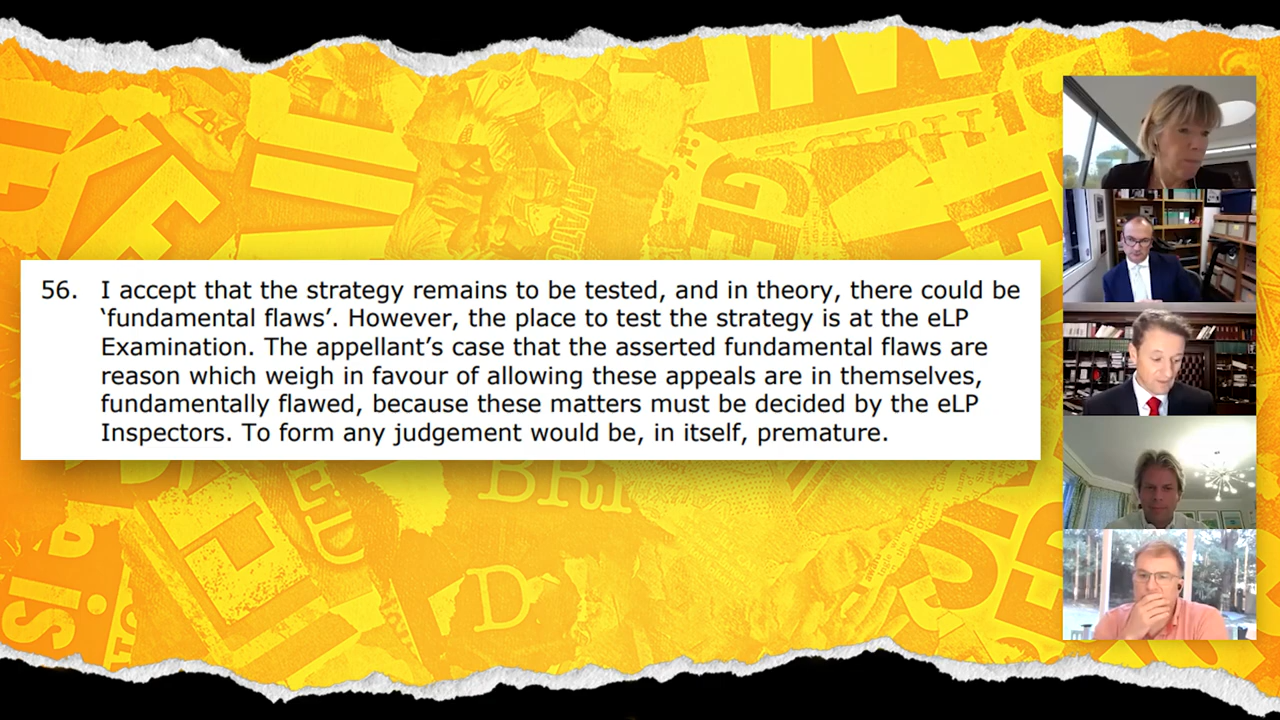 56. I accept that the strategy remains to be tested, and in theory, there could be
‘fundamental flaws’. However, the place to test the strategy is at the eLP
Examination. The appellant’s case that the asserted fundamental flaws are
reason which weigh in favour of allowing these appeals are in themselves,
fundamentally flawed, because these matters must be decided by the eLP
Inspectors. To form any judgement would be, in itself, premature.